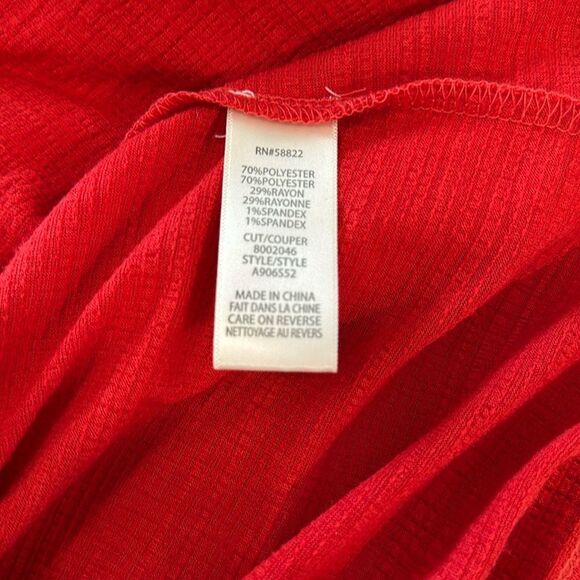 RN#58822
70%POLYESTER
70%POLYESTER
29%RAYON
29%RAYONNE
1%SPANDEX
1%SPANDEX
CUT/COUPER
8002046
STYLE/STYLE
A906S52
MADE IN CHINA
FAIT DANS LA CHINE
CARE ON REVERSE
NETTOYAGE AU REVERS